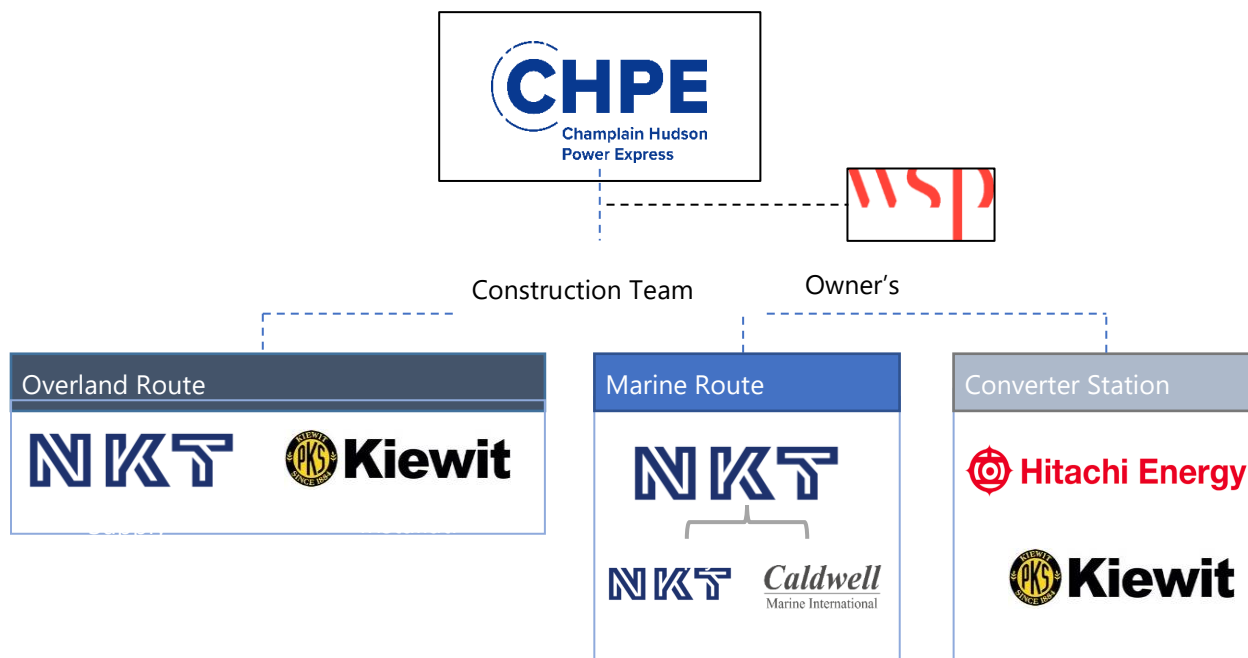 CHPE
Champlain Hudson
Power Express
wsp
Construction Team
Owner's
Overland Route
NKT
KIEWIT PKS SINCE 1884
Kiewit
Marine Route
NKT
NKT
Caldwell
Marine International
Converter Station
Hitachi Energy
KIEWIT PKS SINCE 1884
Kiewit